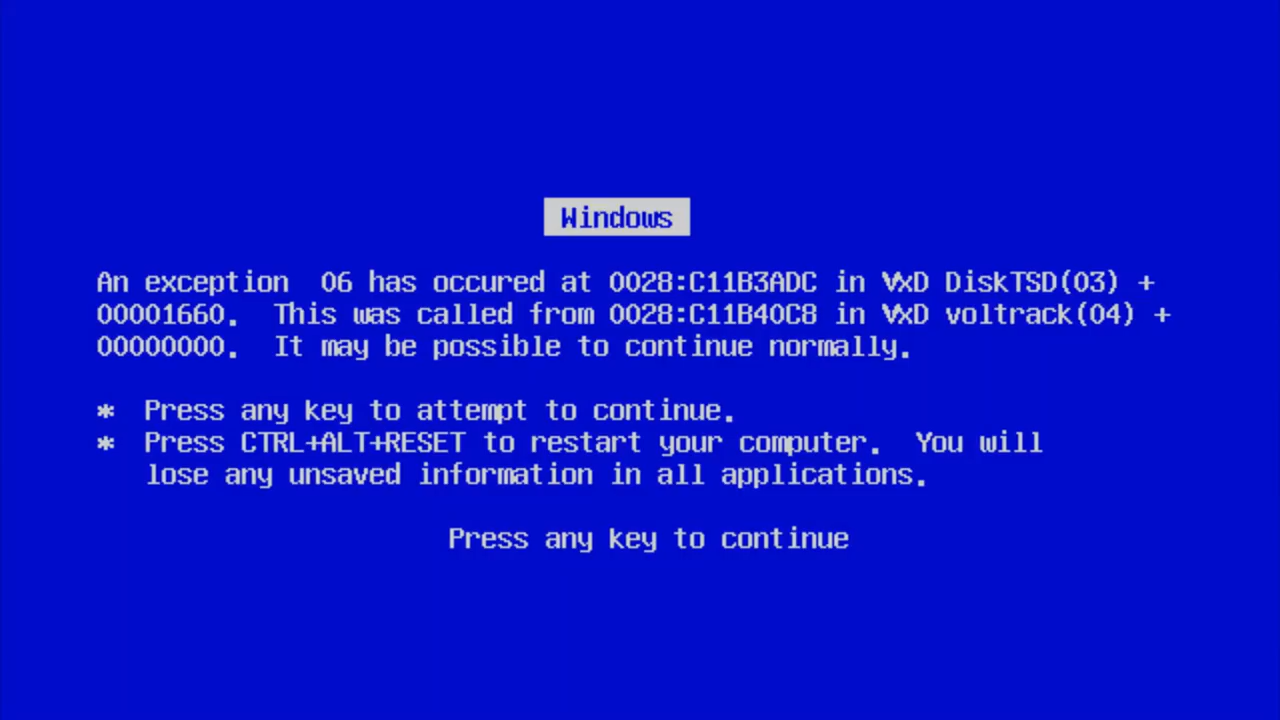 Windows
An exception 06 has occured at 0028:C11B3ADC in VxD DiskTSD(03) +
00001660. This was called from 0028:C11B40C8 in VxD voltrack(04) +
00000000. It may be possible to continue normally.
* Press any key to attempt to continue.
* Press CTRL+ALT+RESET to restart your computer. You will
lose any unsaved information in all applications.
Press any key to continue